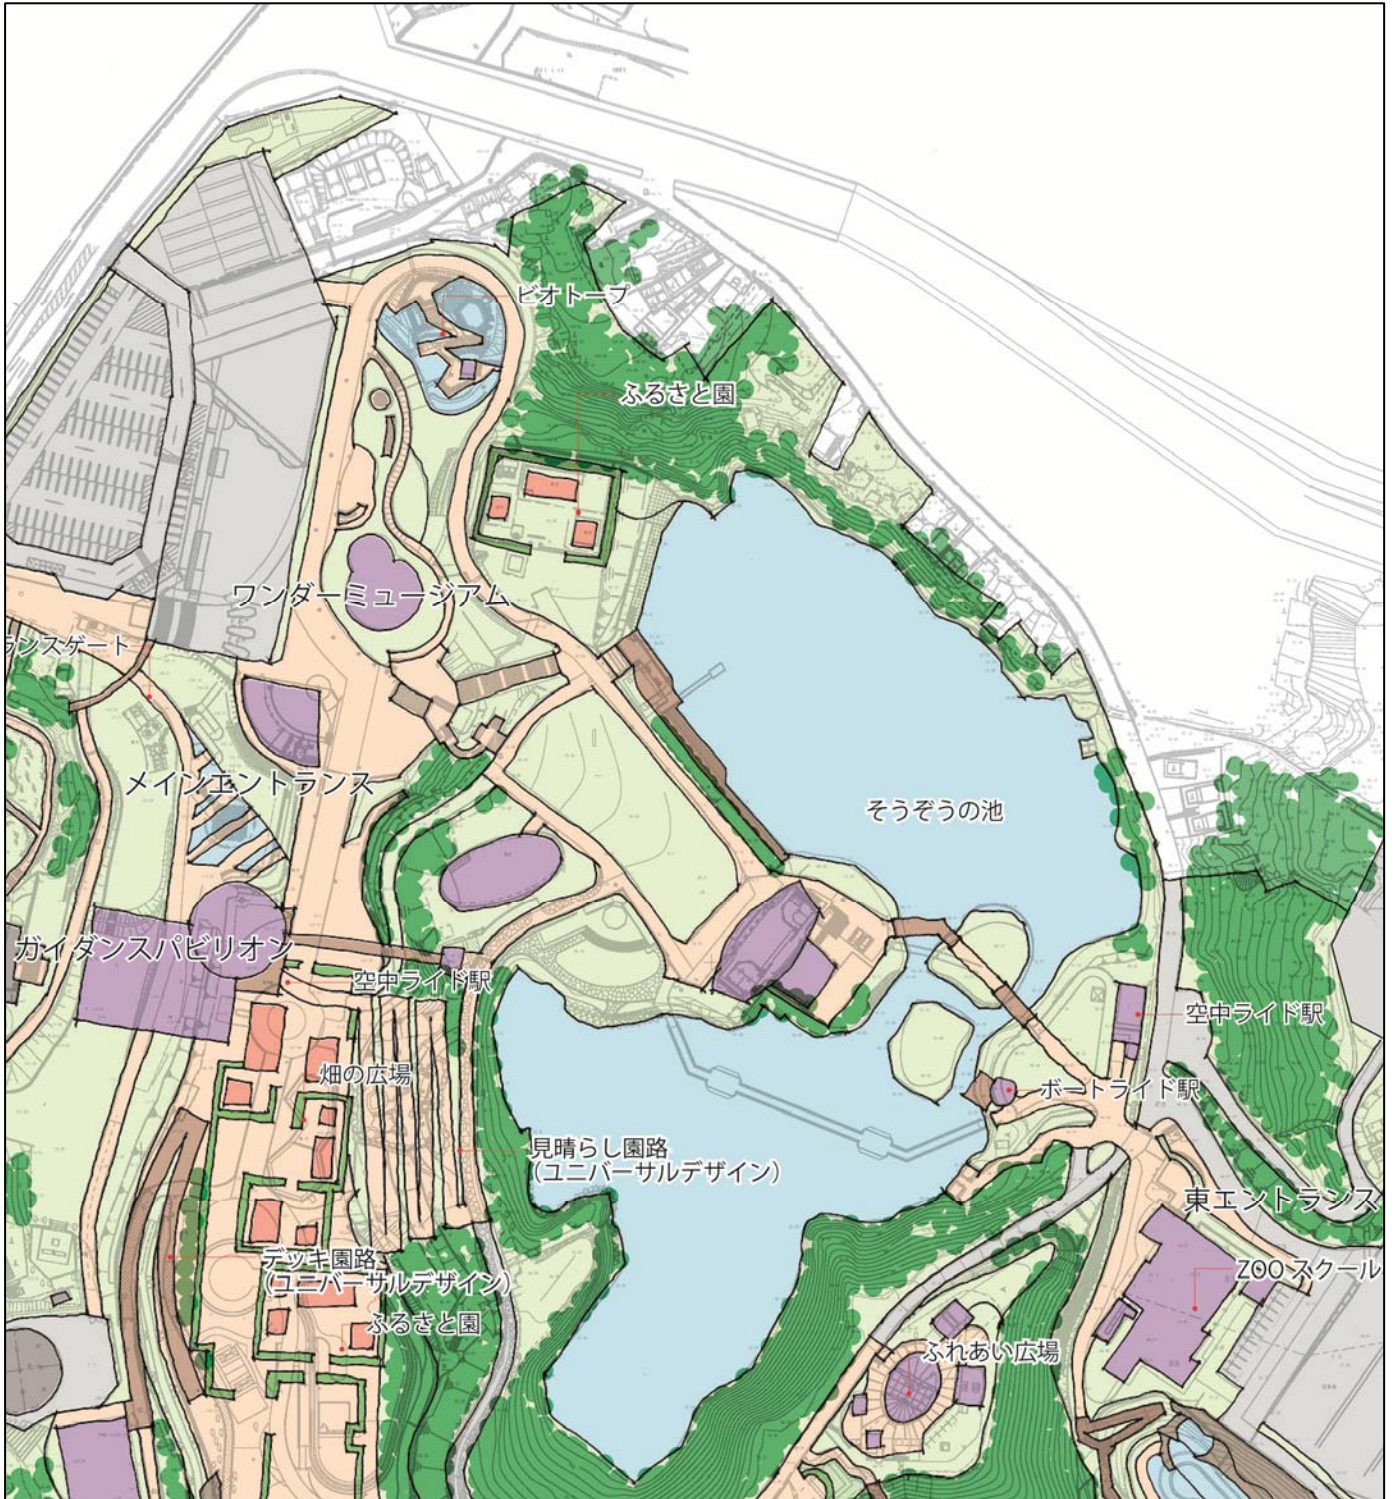 ビオトープ
ふるさと園
ワンダーミュージアム
ランスゲート
メインエントランス
そうぞうの池
ガイダンスパビリオン
空中ライド駅
空中ライド駅
畑の広場
ボートライド駅
見晴らし園路
（ユニバーサルデザイン）
東エントランス
デッキ園路
（ユニバーサルデザイン）
ZOOスクール
ふるさと園
ふれあい広場